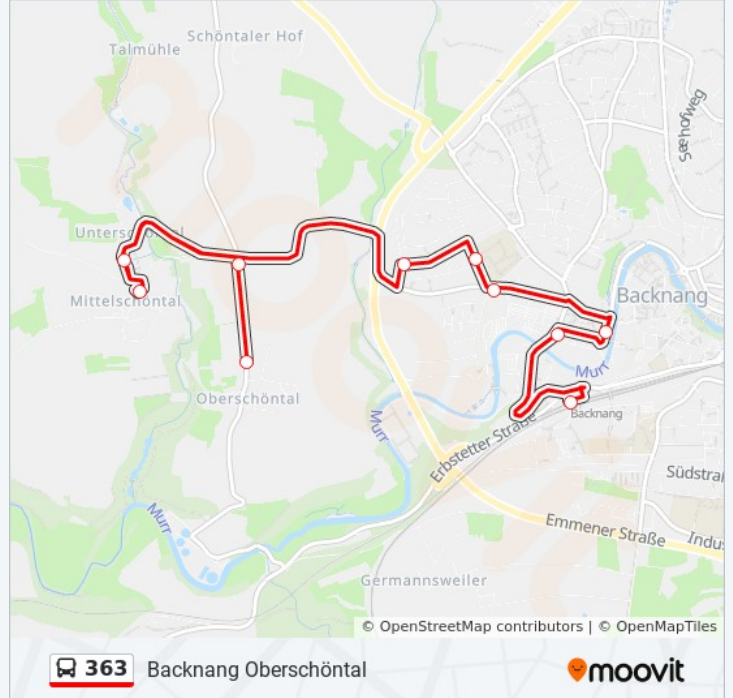 Schöntaler Hof
Talmühle
Seehofweg
Unterschöntal
Mittelschöntal
Backnang
Murr
Oberschöntal
Backnang
Murr
Erbstetter Straße
Südstra
Murr
Emmener Straße
Indus
Germannsweiler
© OpenStreetMap contributors | © OpenMapTiles
363 Backnang Oberschöntal
moovit